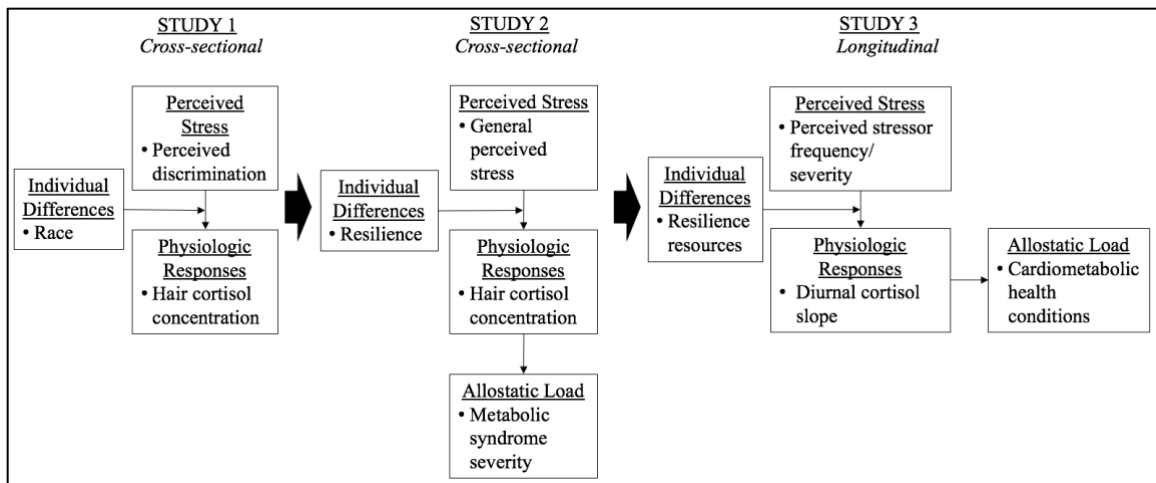 STUDY 1
Cross-sectional
Perceived
Stress
• Perceived
discrimination
Individual
Differences
• Race
Physiologic
Responses
• Hair cortisol
concentration
STUDY 2
Cross-sectional
Perceived Stress
• General
perceived
stress
Individual
Differences
• Resilience
Physiologic
Responses
• Hair cortisol
concentration
Allostatic Load
• Metabolic
syndrome
severity
STUDY 3
Longitudinal
Perceived Stress
• Perceived stressor
frequency/
severity
Individual
Differences
• Resilience
resources
Physiologic
Responses
• Diurnal cortisol
slope
Allostatic Load
• Cardiometabolic
health
conditions